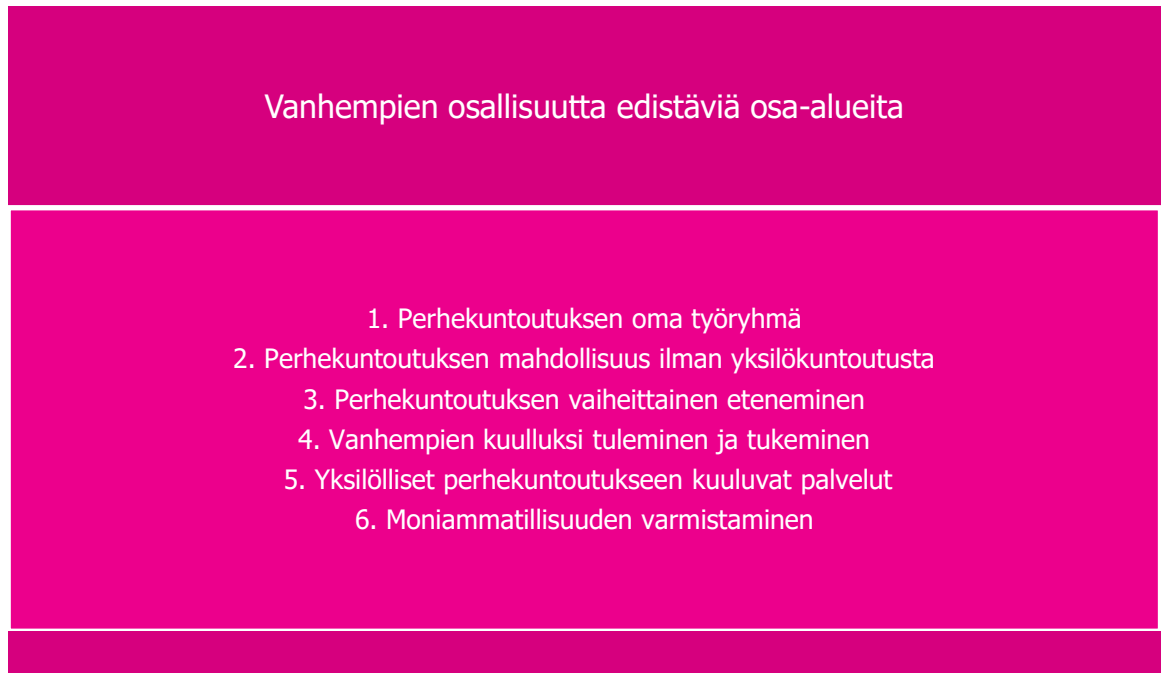 Vanhempien osallisuutta edistäviä osa-alueita
1. Perhekuntoutuksen oma työryhmä
2. Perhekuntoutuksen mahdollisuus ilman yksilökuntoutusta
3. Perhekuntoutuksen vaiheittainen eteneminen
4. Vanhempien kuulluksi tuleminen ja tukeminen
5. Yksilölliset perhekuntoutukseen kuuluvat palvelut
6. Moniammatillisuuden varmistaminen